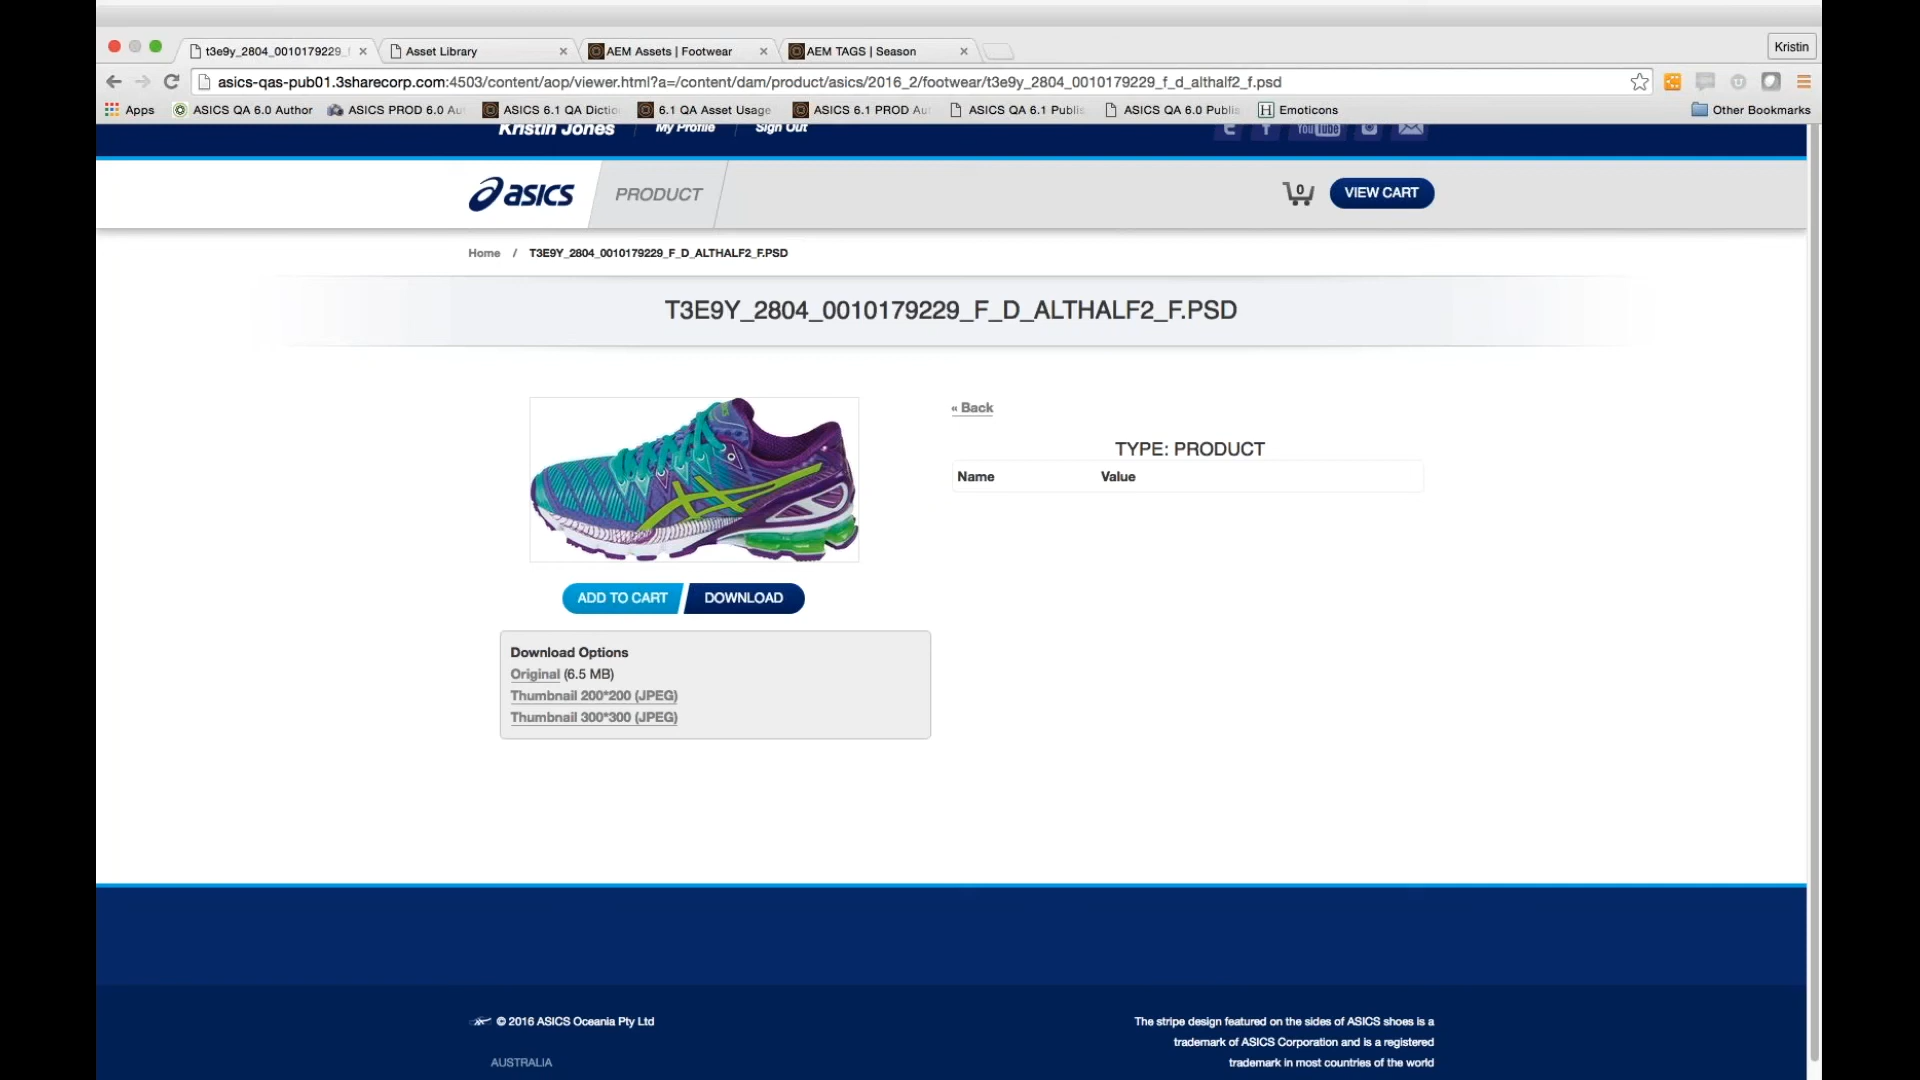 t3e9y_2804_0010179229_
Asset Library
AEM Assets | Footwear
AEM TAGS | Season
Kristin
asics-qas-pub01.3sharecorp.com:4503/content/aop/viewer.html?a=/content/dam/product/asics/2016_2/footwear/t3e9y_2804_0010179229_f_d_althalf2_f.psd
Apps
ASICS QA 6.0 Author
ASICS PROD 6.0 Au
ASICS 6.1 QA Dictio
6.1 QA Asset Usage
ASICS 6.1 PROD Au
ASICS QA 6.1 Publis
ASICS QA 6.0 Publis
Emoticons
Other Bookmarks
Kristin Jones
My Profile
Sign Out
You Tube
asics
PRODUCT
0
VIEW CART
Home / T3E9Y_2804_0010179229_F_D_ALTHALF2_F.PSD
T3E9Y_2804_0010179229_F_D_ALTHALF2_F.PSD
« Back
TYPE: PRODUCT
Name Value
ADD TO CART
DOWNLOAD
Download Options
Original (6.5 MB)
Thumbnail 200*200 (JPEG)
Thumbnail 300*300 (JPEG)
© 2016 ASICS Oceania Pty Ltd
AUSTRALIA
The stripe design featured on the sides of ASICS shoes is a
trademark of ASICS Corporation and is a registered
trademark in most countries of the world